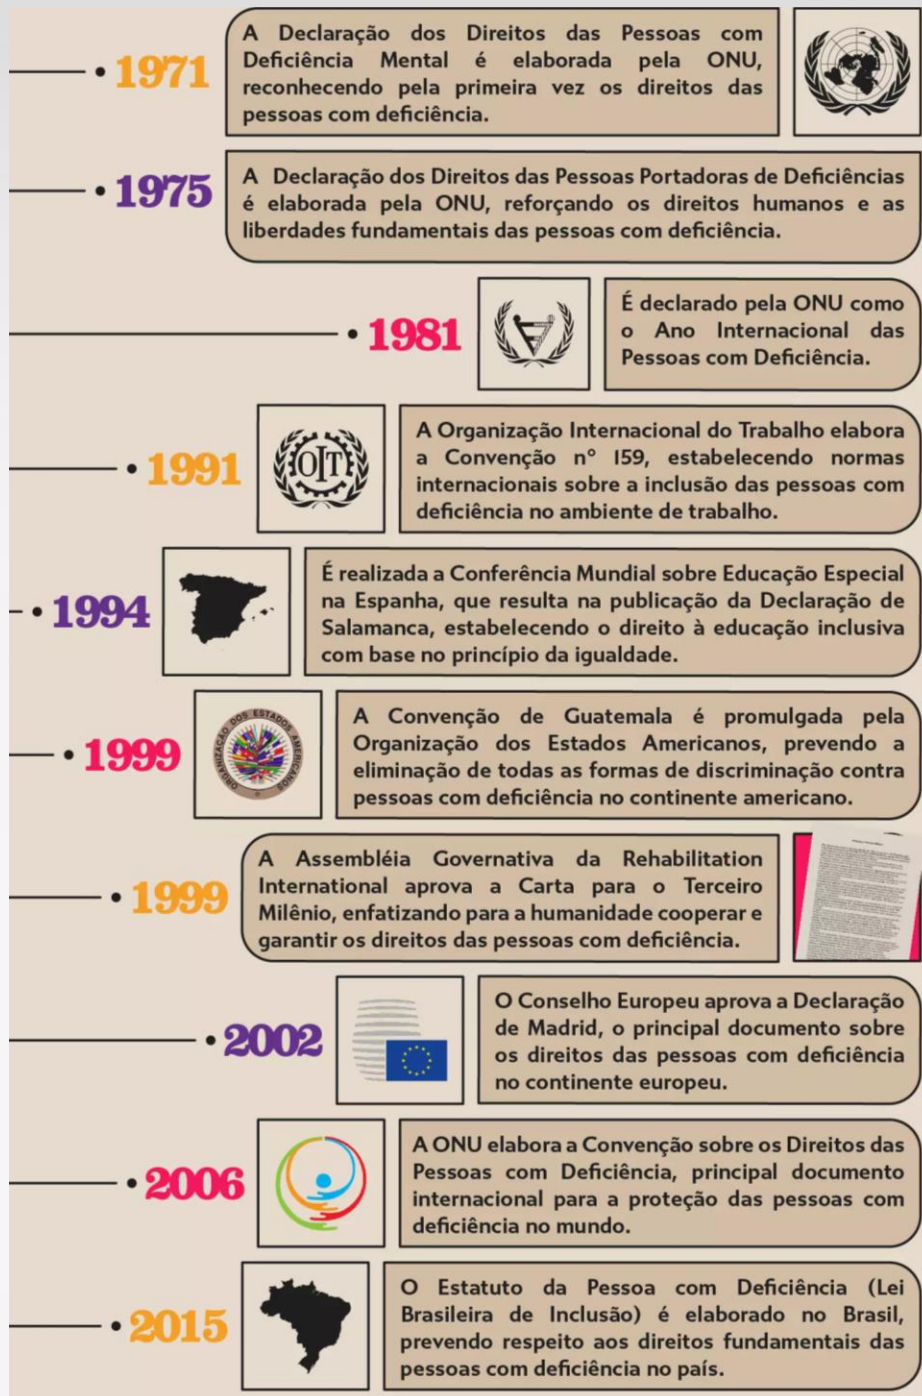 1971
A Declaração dos Direitos das Pessoas com
Deficiência Mental é elaborada pela ONU,
reconhecendo pela primeira vez os direitos das
pessoas com deficiência.
1975
A Declaração dos Direitos das Pessoas Portadoras de Deficiências
é elaborada pela ONU, reforçando os direitos humanos e as
liberdades fundamentais das pessoas com deficiência.
1981
É declarado pela ONU como
o Ano Internacional das
Pessoas com Deficiência.
1991
OIT
A Organização Internacional do Trabalho elabora
a Convenção nº 159, estabelecendo normas
internacionais sobre a inclusão das pessoas com
deficiência no ambiente de trabalho.
1994
É realizada a Conferência Mundial sobre Educação Especial
na Espanha, que resulta na publicação da Declaração de
Salamanca, estabelecendo o direito à educação inclusiva
com base no princípio da igualdade.
1999
ORGANIZAÇÃO DOS ESTADOS AMERICANOS
A Convenção de Guatemala é promulgada pela
Organização dos Estados Americanos, prevendo a
eliminação de todas as formas de discriminação contra
pessoas com deficiência no continente americano.
1999
A Assembléia Governativa da Rehabilitation
International aprova a Carta para o Terceiro
Milênio, enfatizando para a humanidade cooperar e
garantir os direitos das pessoas com deficiência.
2002
O Conselho Europeu aprova a Declaração
de Madrid, o principal documento sobre
os direitos das pessoas com deficiência
no continente europeu.
2006
A ONU elabora a Convenção sobre os Direitos das
Pessoas com Deficiência, principal documento
internacional para a proteção das pessoas com
deficiência no mundo.
2015
O Estatuto da Pessoa com Deficiência (Lei
Brasileira de Inclusão) é elaborado no Brasil,
prevendo respeito aos direitos fundamentais das
pessoas com deficiência no país.